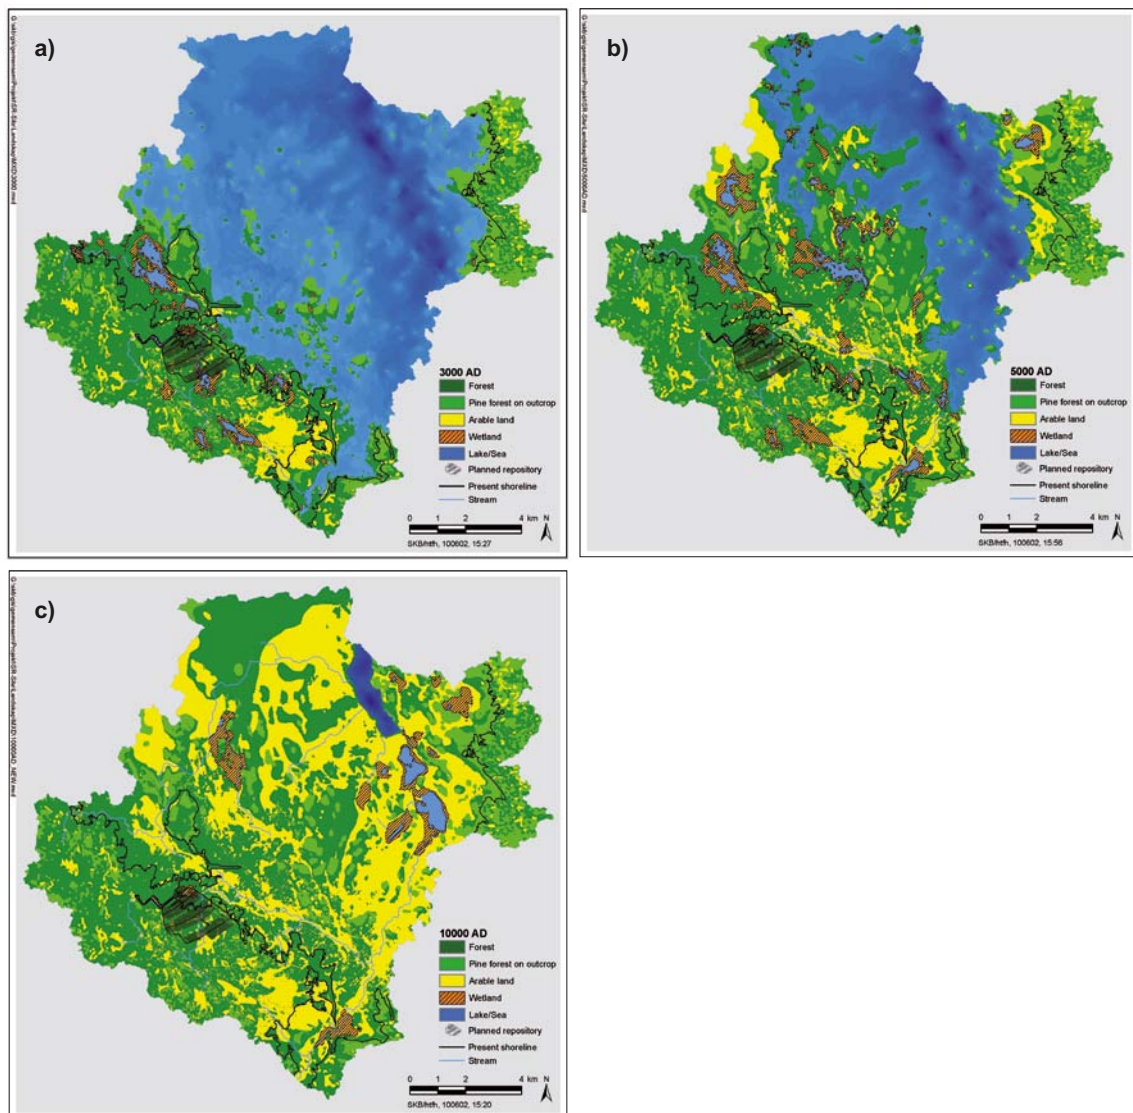 a)
3000 AD
Forest
Pine forest on outcrop
Arable land
Wetland
Lake/Sea
Planned repository
Present shoreline
Stream
0 1 2 4 km N
SKB/hth, 100602, 15:27
b)
5000 AD
Forest
Pine forest on outcrop
Arable land
Wetland
Lake/Sea
Planned repository
Present shoreline
Stream
0 1 2 4 km N
SKB/hth, 100602, 15:56
c)
10000 AD
Forest
Pine forest on outcrop
Arable land
Wetland
Lake/Sea
Planned repository
Present shoreline
Stream
0 1 2 4 km N
SKB/hth, 100602, 15:20